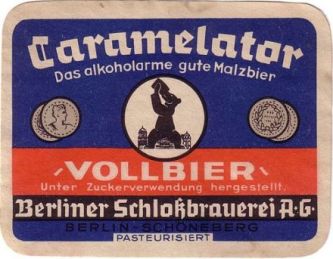 Caramelator
Das alkoholarme gute Malzbier
VOLLBIER
Unter Zuckerverwendung hergestellt.
Berliner Schloßbrauerei A.G.
BERLIN-SCHÖNEBERG
PASTEURISIERT